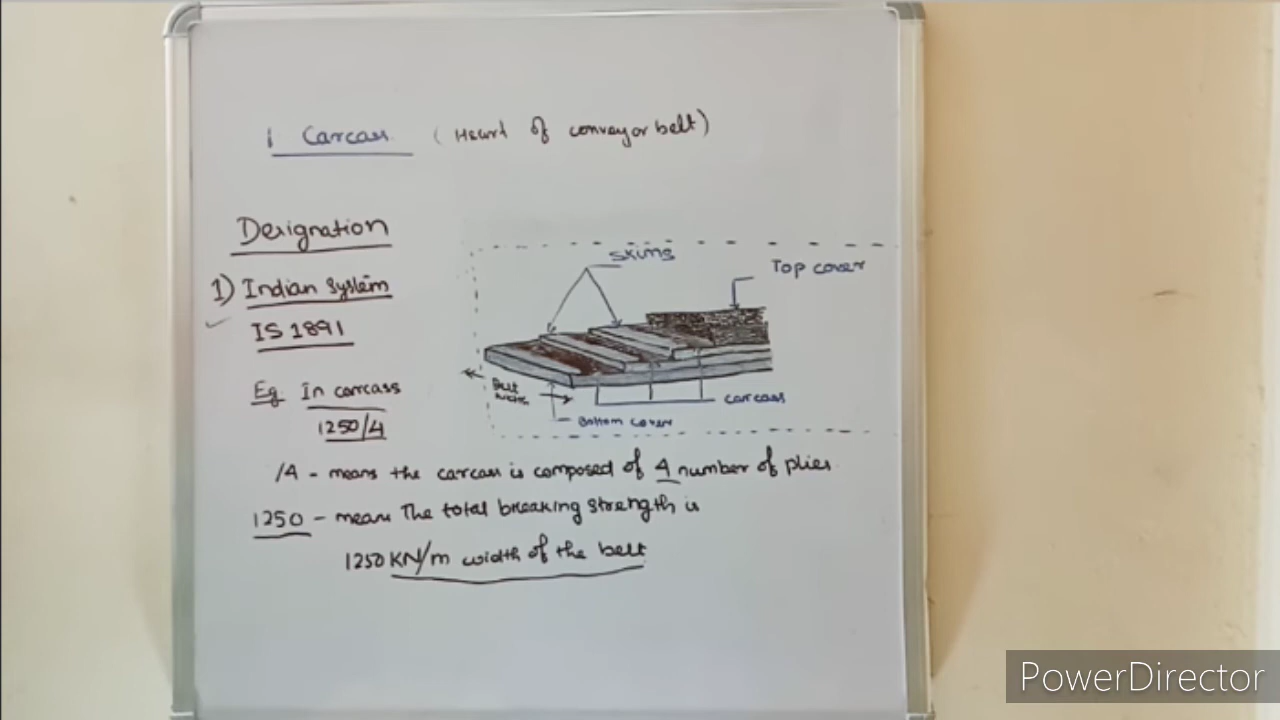 1 Carcass (Heart of conveyor belt)
Designation
1) Indian System
IS 1891
Eg In carcass
1250/4
Skims
Top cover
Belt
carcass
Bottom cover
/4 - means the carcass is composed of 4 number of plies
1250 - means The total breaking strength is
1250 KN/m width of the belt
PowerDirector